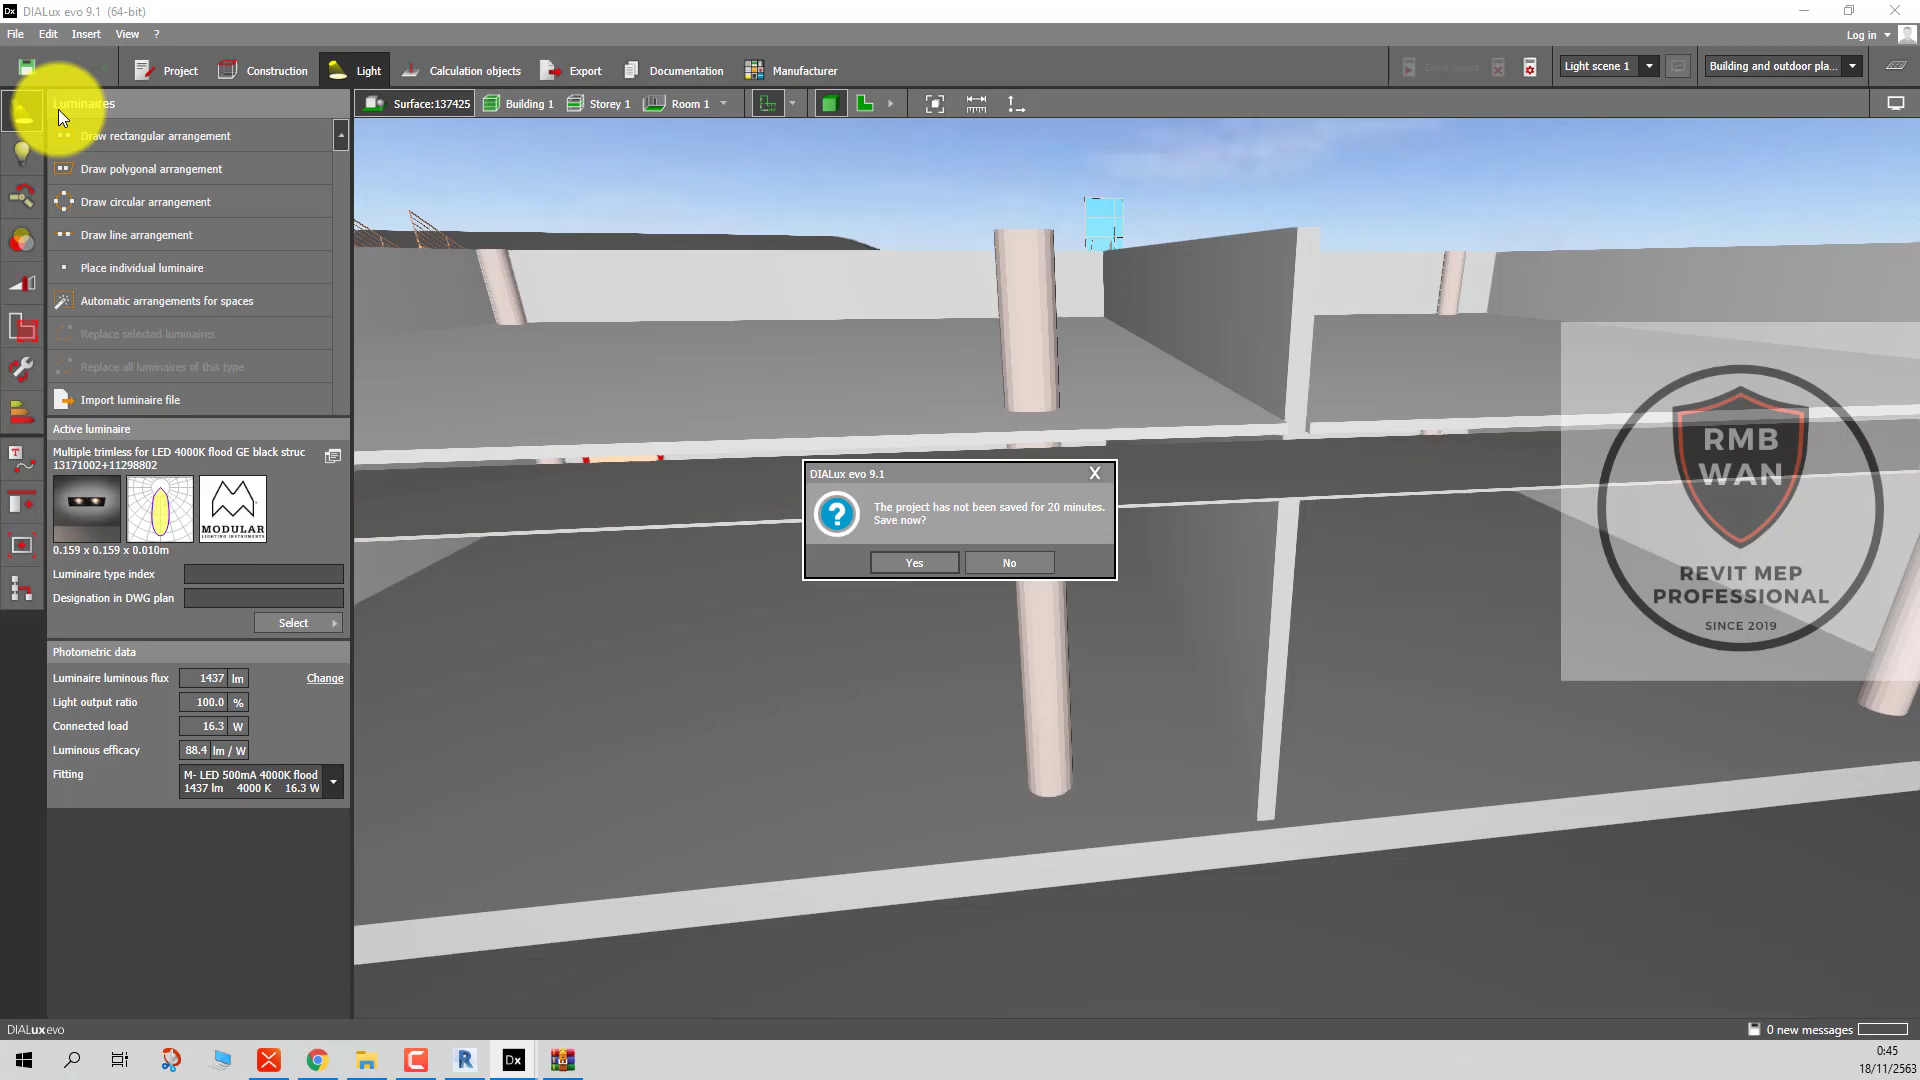 DIALux evo 9.1 (64-bit)
File Edit Insert View ?
Log in
Project Construction Light Calculation objects Export Documentation Manufacturer
Light scene 1
Building and outdoor pla...
Luminaires
Surface:137425 Building 1 Storey 1 Room 1
Draw rectangular arrangement
Draw polygonal arrangement
Draw circular arrangement
Draw line arrangement
Place individual luminaire
Automatic arrangements for spaces
Replace selected luminaires
Replace all luminaires of this type
Import luminaire file
Active luminaire
Multiple trimless for LED 4000K flood GE black struc
13171002+11298802
MODULAR
LIGHTING INSTRUMENTS
0.159 x 0.159 x 0.010m
Luminaire type index
Designation in DWG plan
Select
Photometric data
Luminaire luminous flux 1437 lm Change
Light output ratio 100.0 %
Connected load 16.3 W
Luminous efficacy 88.4 lm / W
Fitting M- LED 500mA 4000K flood
1437 lm 4000 K 16.3 W
DIALux evo 9.1 X
The project has not been saved for 20 minutes.
Save now?
Yes No
RMB
WAN
REVIT MEP
PROFESSIONAL
SINCE 2019
DIALux evo
0 new messages
R Dx
0:45
18/11/2563